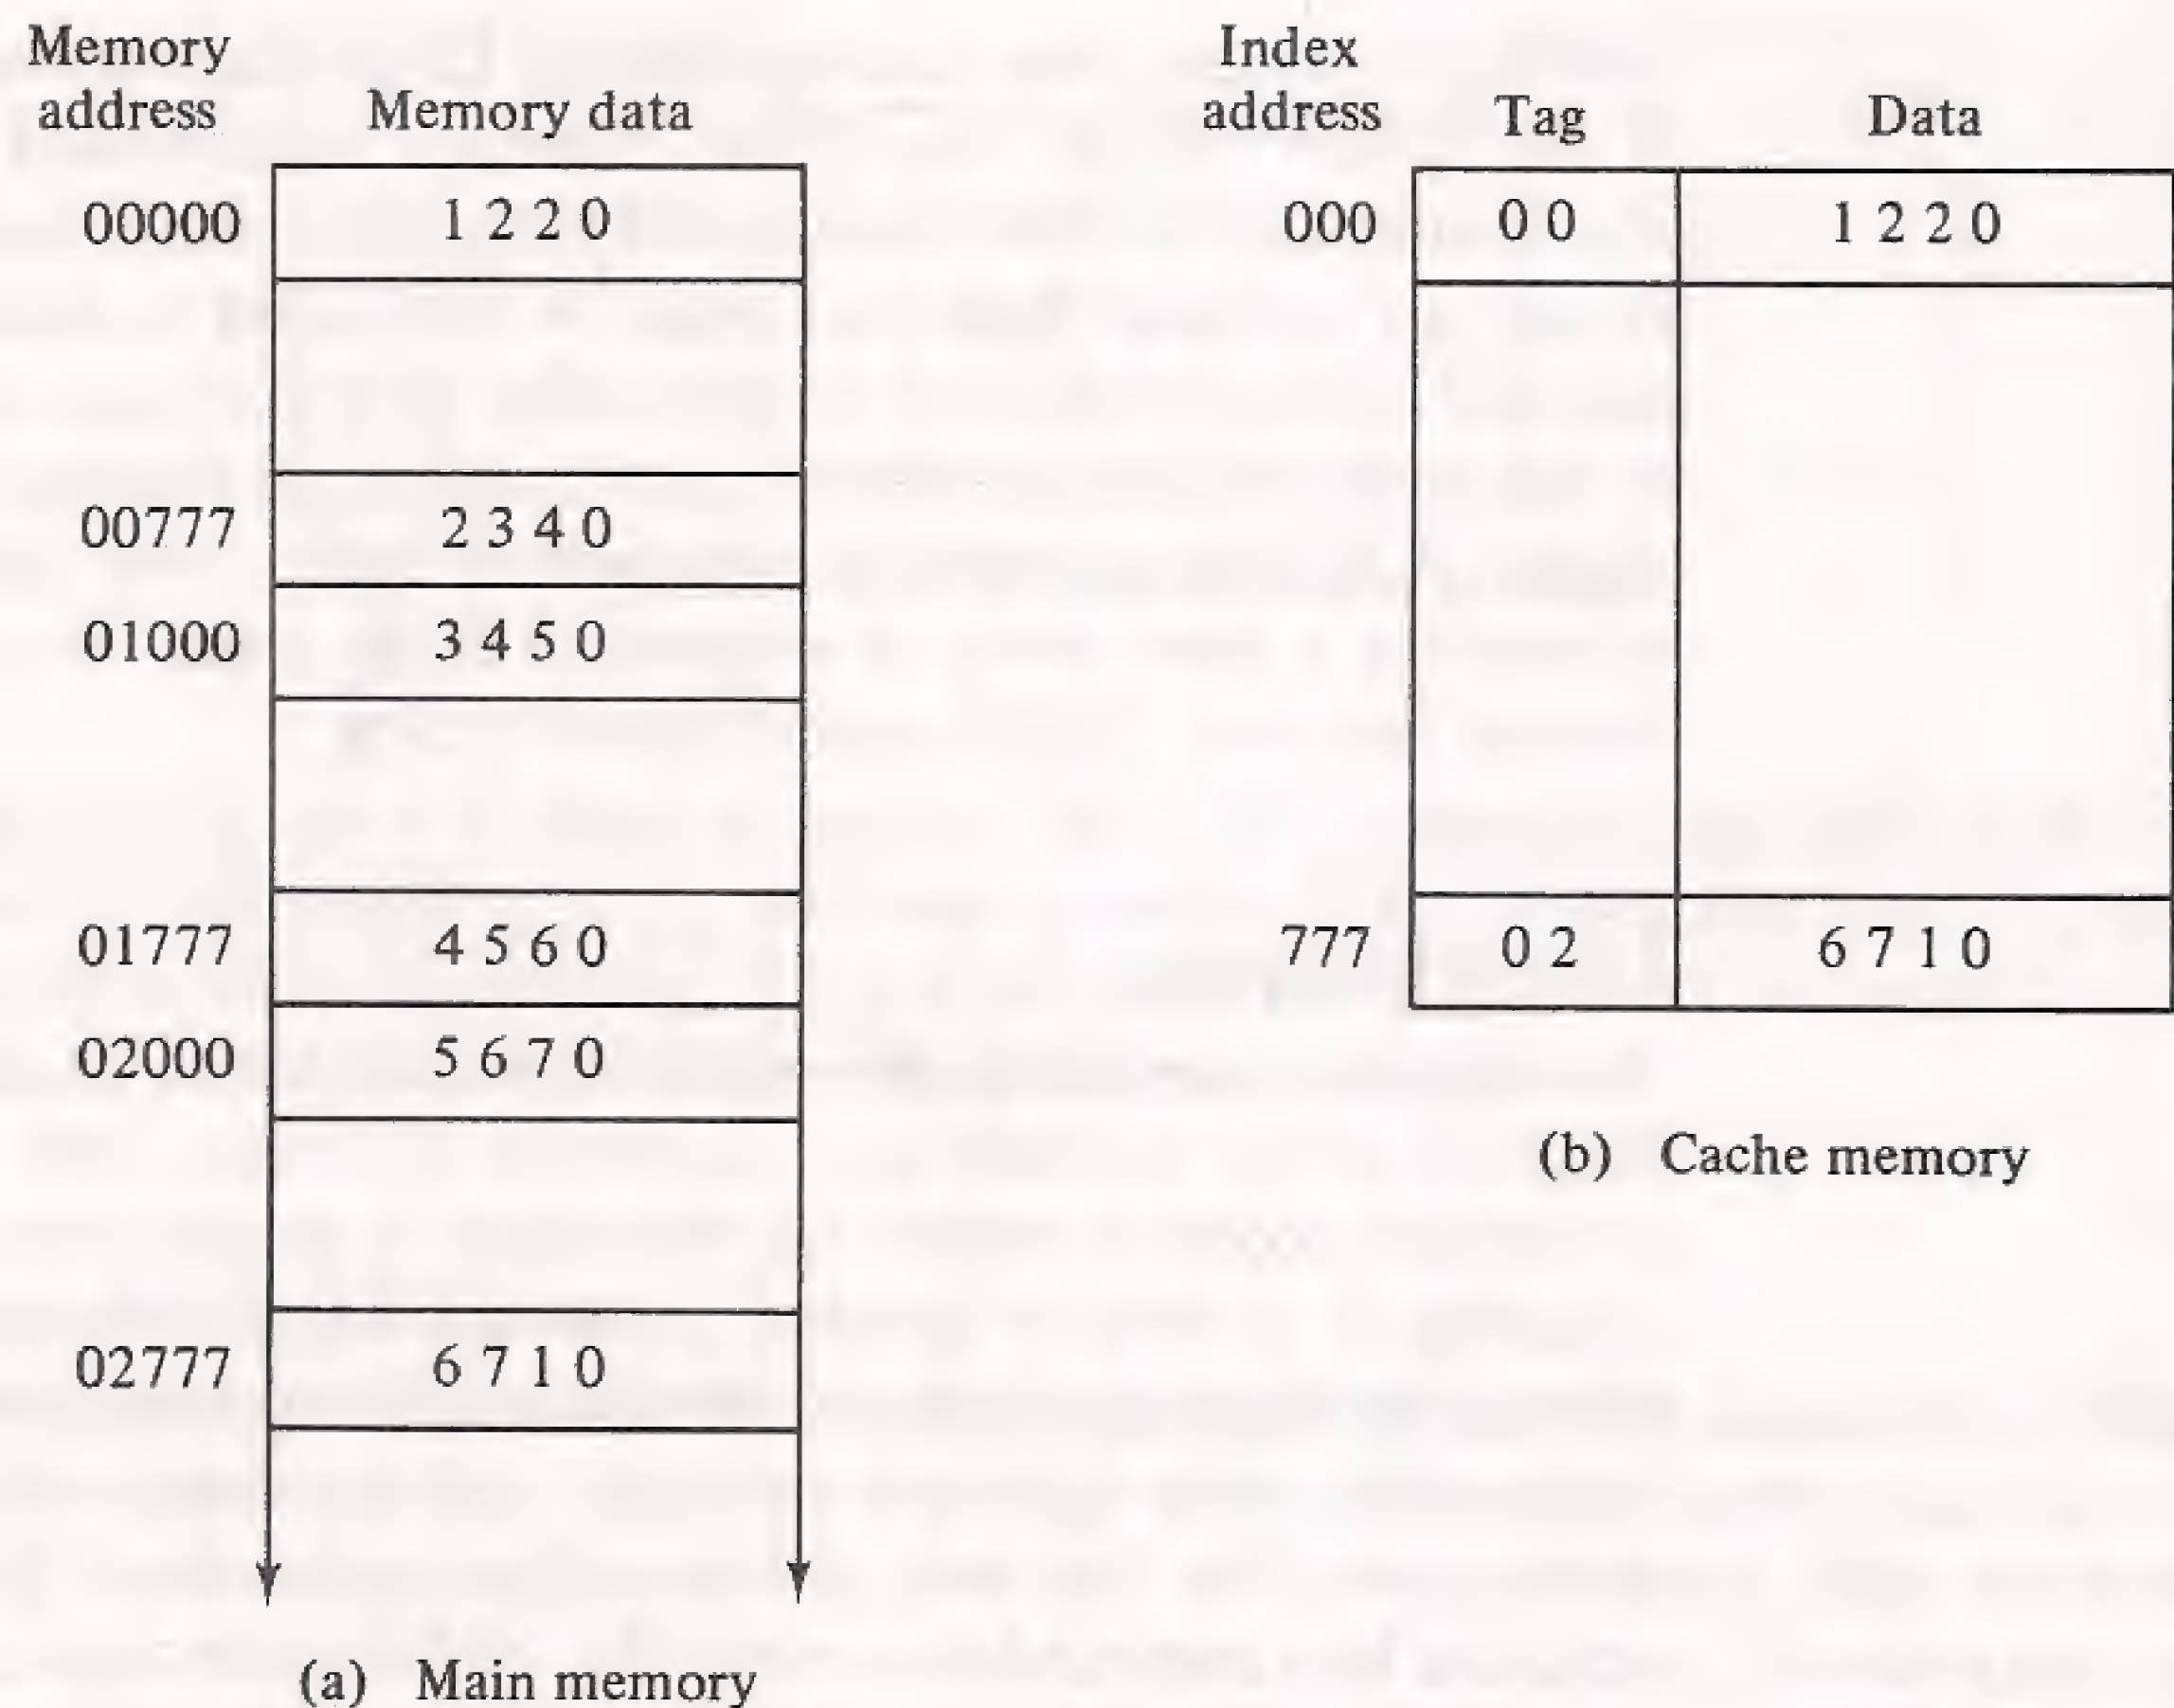 Memory
address
Memory data
00000
1 2 2 0
00777
2 3 4 0
01000
3 4 5 0
01777
4 5 6 0
02000
5 6 7 0
02777
6 7 1 0
(a) Main memory
Index
address
Tag
Data
000
0 0
1 2 2 0
777
0 2
6 7 1 0
(b) Cache memory